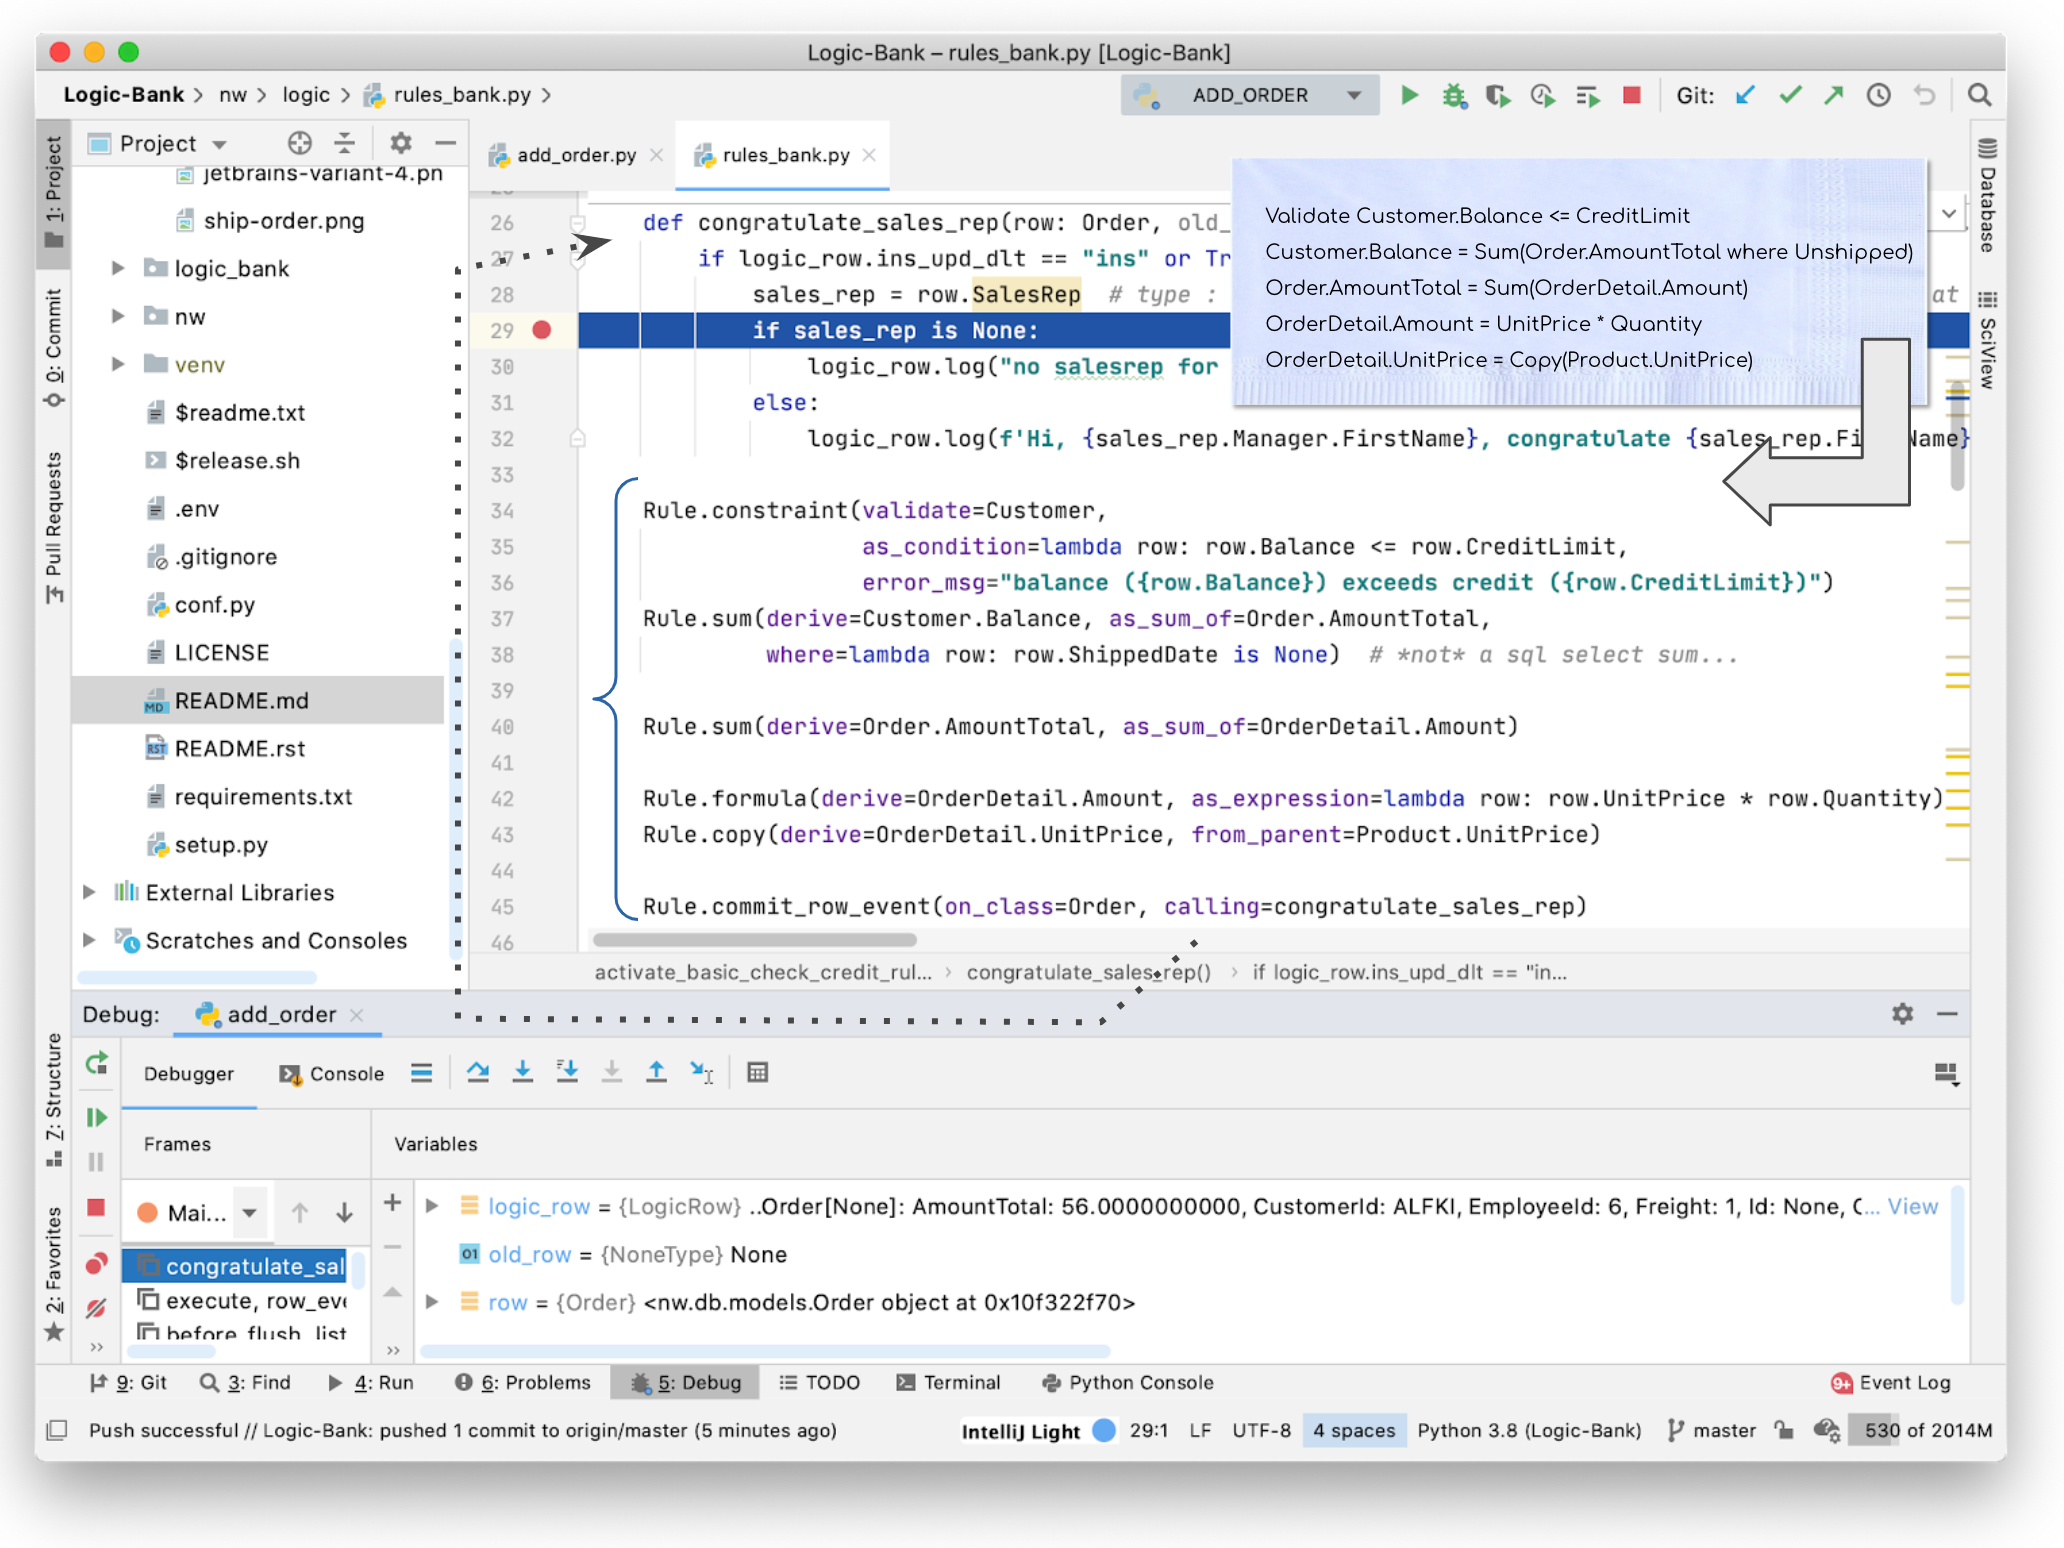 Logic-Bank – rules_bank.py [Logic-Bank]
Logic-Bank > nw > logic > rules_bank.py >
ADD_ORDER
Git:
1: Project
0: Commit
Pull Requests
Z: Structure
2: Favorites
Project
jetbrains-variant-4.pn
ship-order.png
logic_bank
nw
venv
$readme.txt
$release.sh
.env
.gitignore
conf.py
LICENSE
README.md
README.rst
requirements.txt
setup.py
External Libraries
Scratches and Consoles
add_order.py
rules_bank.py
26 def congratulate_sales_rep(row: Order, old_
27 if logic_row.ins_upd_dlt == "ins" or Tr
28 sales_rep = row.SalesRep # type : at
29 if sales_rep is None:
30 logic_row.log("no salesrep for
31 else:
32 logic_row.log(f'Hi, {sales_rep.Manager.FirstName}, congratulate {sales_rep.Fi Name}
33
34 Rule.constraint(validate=Customer,
35 as_condition=lambda row: row.Balance <= row.CreditLimit,
36 error_msg="balance ({row.Balance}) exceeds credit ({row.CreditLimit})")
37 Rule.sum(derive=Customer.Balance, as_sum_of=Order.AmountTotal,
38 where=lambda row: row.ShippedDate is None) # *not* a sql select sum...
39
40 Rule.sum(derive=Order.AmountTotal, as_sum_of=OrderDetail.Amount)
41
42 Rule.formula(derive=OrderDetail.Amount, as_expression=lambda row: row.UnitPrice * row.Quantity)
43 Rule.copy(derive=OrderDetail.UnitPrice, from_parent=Product.UnitPrice)
44
45 Rule.commit_row_event(on_class=Order, calling=congratulate_sales_rep)
46
Validate Customer.Balance <= CreditLimit
Customer.Balance = Sum(Order.AmountTotal where Unshipped)
Order.AmountTotal = Sum(OrderDetail.Amount)
OrderDetail.Amount = UnitPrice * Quantity
OrderDetail.UnitPrice = Copy(Product.UnitPrice)
Database
SciView
activate_basic_check_credit_rul... > congratulate_sales_rep() > if logic_row.ins_upd_dlt == "in...
Debug: add_order
Debugger Console
Frames
Variables
Mai...
congratulate_sal
execute, row_eve
before_flush, list
logic_row = {LogicRow} ..Order[None]: AmountTotal: 56.0000000000, CustomerId: ALFKI, EmployeeId: 6, Freight: 1, Id: None, C... View
01 old_row = {NoneType} None
row = {Order} <nw.db.models.Order object at 0x10f322f70>
9: Git 3: Find 4: Run 6: Problems 5: Debug TODO Terminal Python Console 9+ Event Log
Push successful // Logic-Bank: pushed 1 commit to origin/master (5 minutes ago) IntelliJ Light 29:1 LF UTF-8 4 spaces Python 3.8 (Logic-Bank) master 530 of 2014M